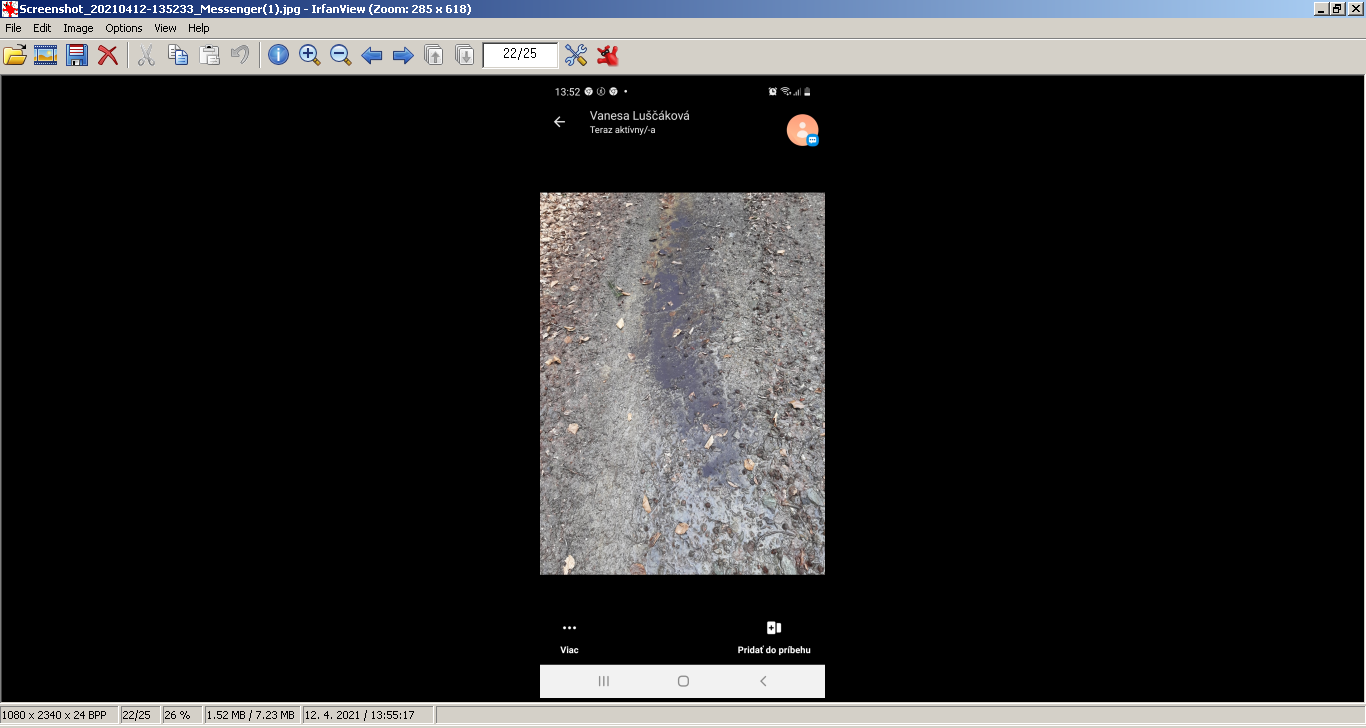 Screenshot_20210412-135233_Messenger(1).jpg - IrfanView (Zoom: 285 x 618)
File Edit Image Options View Help
22/25
13:52
Vanesa Luščáková
Teraz aktívny/-a
Viac
Pridať do príbehu
1080 x 2340 x 24 BPP 22/25 26 % 1.52 MB / 7.23 MB 12. 4. 2021 / 13:55:17